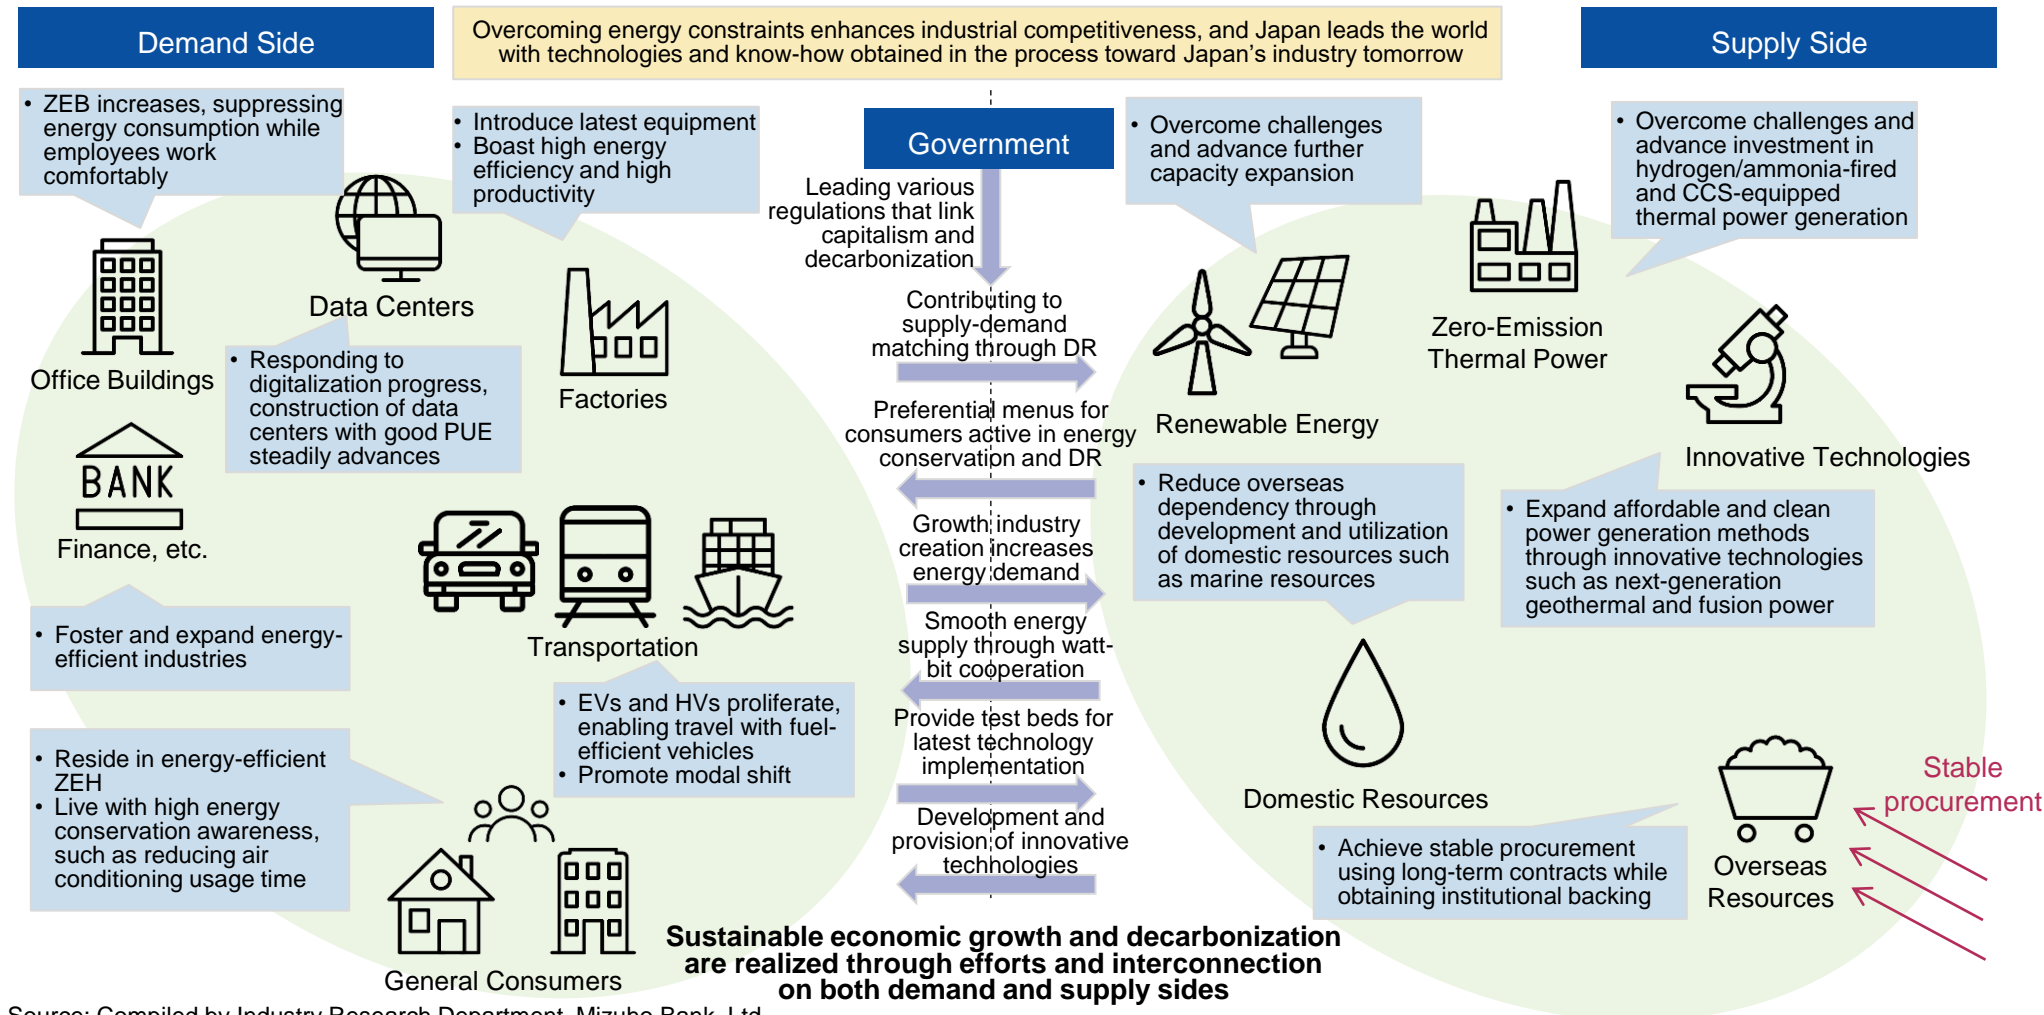 Demand Side
Overcoming energy constraints enhances industrial competitiveness, and Japan leads the world
with technologies and know-how obtained in the process toward Japan's industry tomorrow
Supply Side
• ZEB increases, suppressing
energy consumption while
employees work
comfortably
• Introduce latest equipment
• Boast high energy
efficiency and high
productivity
Government
• Overcome challenges
and advance further
capacity expansion
• Overcome challenges and
advance investment in
hydrogen/ammonia-fired
and CCS-equipped
thermal power generation
Leading various
regulations that link
capitalism and
decarbonization
Data Centers
Office Buildings
Factories
• Responding to
digitalization progress,
construction of data
centers with good PUE
steadily advances
BANK
Finance, etc.
• Foster and expand energy-
efficient industries
Transportation
• EVs and HVs proliferate,
enabling travel with fuel-
efficient vehicles
• Promote modal shift
• Reside in energy-efficient
ZEH
• Live with high energy
conservation awareness,
such as reducing air
conditioning usage time
General Consumers
Contributing to
supply-demand
matching through DR
Preferential menus for
consumers active in energy
conservation and DR
Growth industry
creation increases
energy demand
Smooth energy
supply through watt-
bit cooperation
Provide test beds for
latest technology
implementation
Development and
provision of innovative
technologies
Renewable Energy
Zero-Emission
Thermal Power
Innovative Technologies
• Reduce overseas
dependency through
development and utilization
of domestic resources such
as marine resources
• Expand affordable and clean
power generation methods
through innovative technologies
such as next-generation
geothermal and fusion power
Domestic Resources
Stable
procurement
• Achieve stable procurement
using long-term contracts while
obtaining institutional backing
Overseas
Resources
Sustainable economic growth and decarbonization
are realized through efforts and interconnection
on both demand and supply sides
Source: Compiled by Industry Research Department, Mizuho Bank, Ltd.